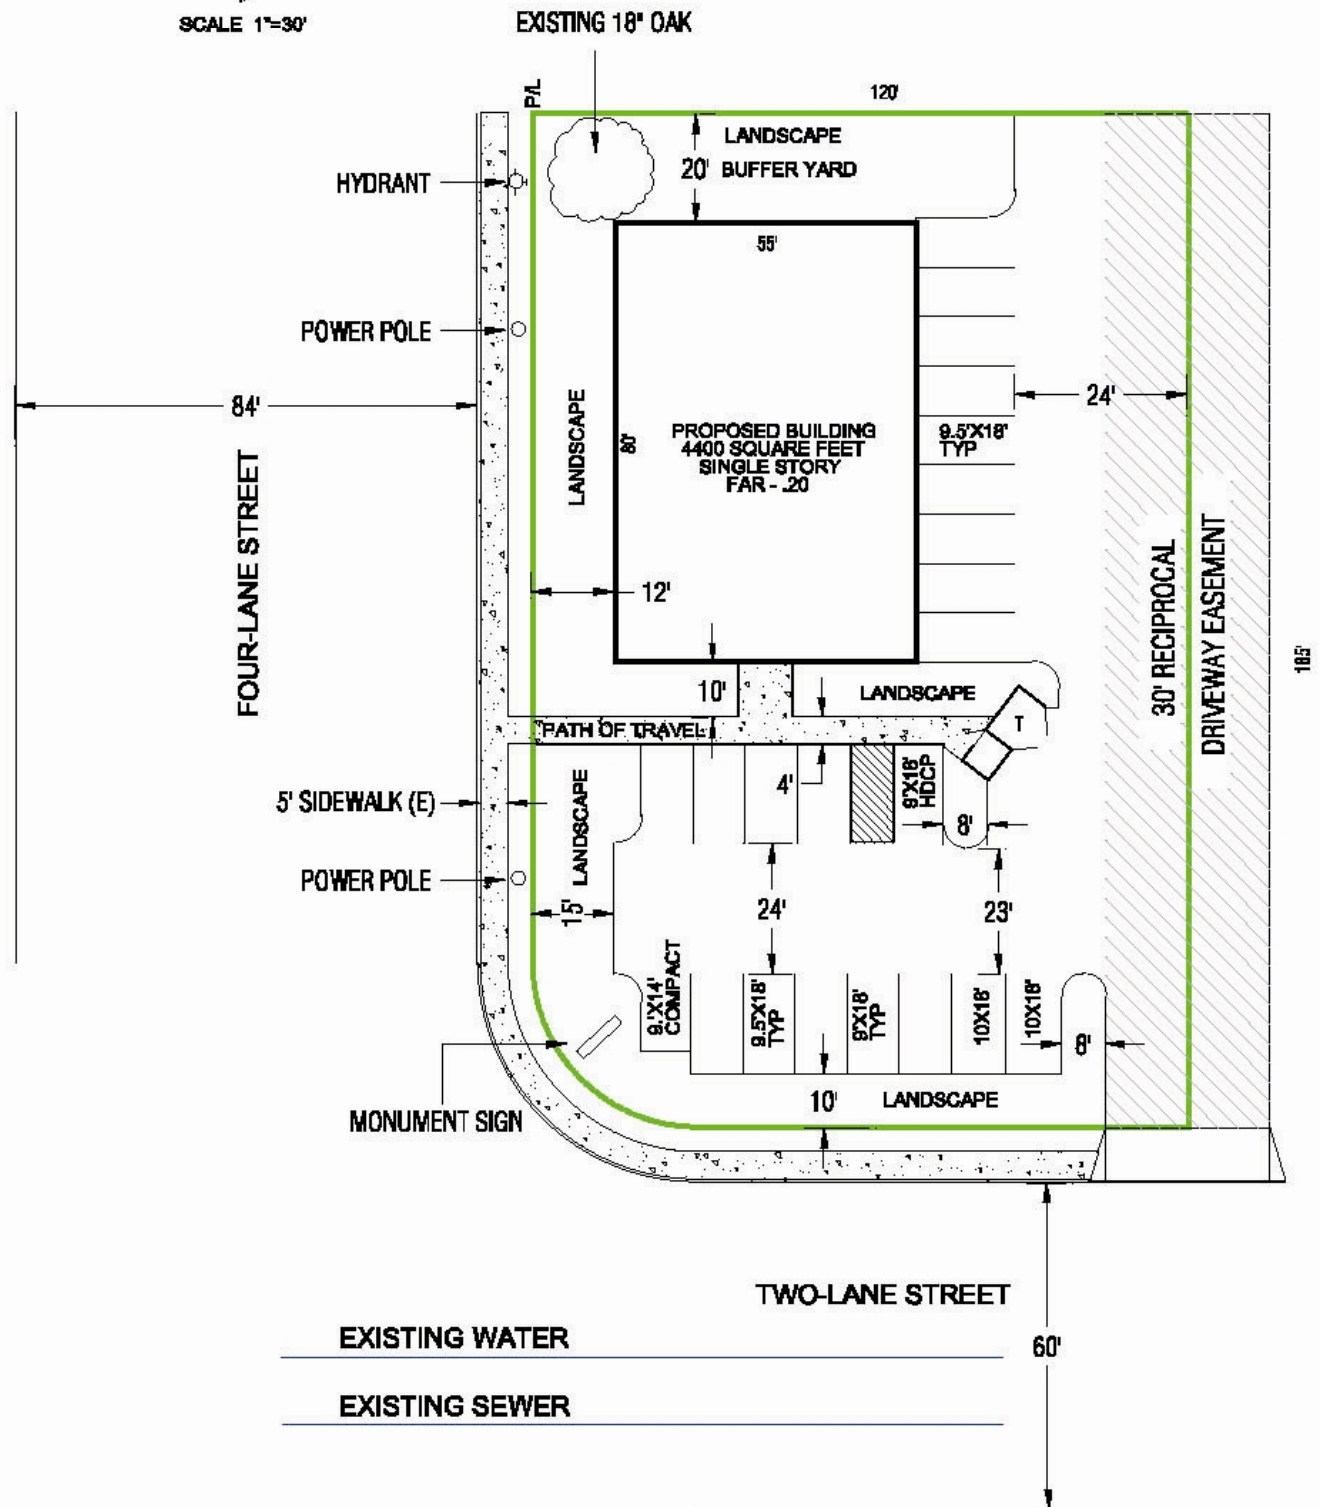 SCALE 1"=30'
EXISTING 18" OAK
P/L
120'
LANDSCAPE
20' BUFFER YARD
HYDRANT
55'
POWER POLE
84'
24'
LANDSCAPE
80'
PROPOSED BUILDING
4400 SQUARE FEET
SINGLE STORY
FAR - .20
9.5'X18'
TYP
FOUR-LANE STREET
30' RECIPROCAL
DRIVEWAY EASEMENT
12'
185'
10'
LANDSCAPE
PATH OF TRAVEL
T
4'
9'X18'
HDCP
5' SIDEWALK (E)
LANDSCAPE
8'
POWER POLE
15'
24'
23'
9.'X14'
COMPACT
9.5'X18'
TYP
9'X18'
TYP
10X18'
10X18'
8'
10'
LANDSCAPE
MONUMENT SIGN
TWO-LANE STREET
EXISTING WATER
60'
EXISTING SEWER